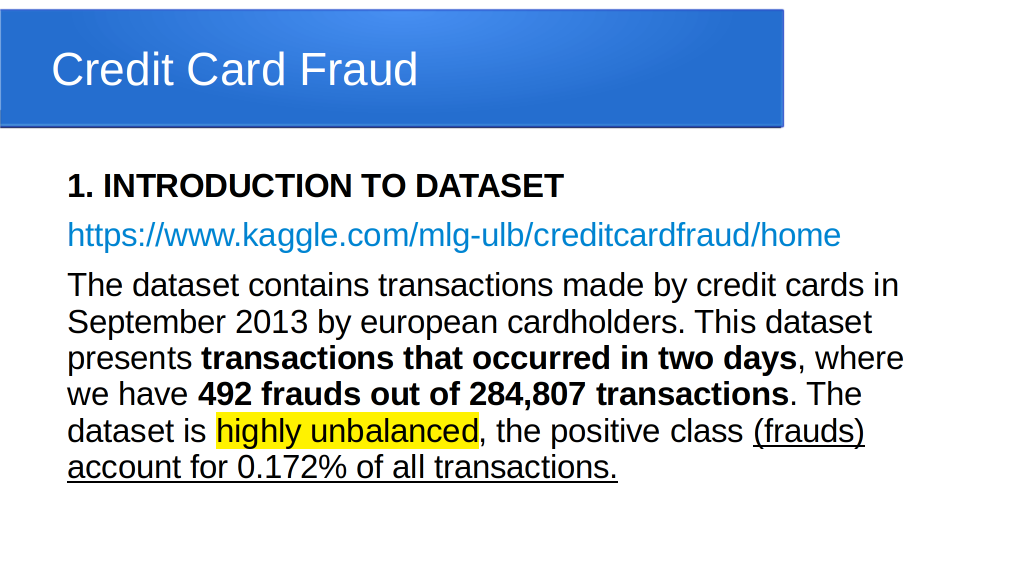 Credit Card Fraud
1. INTRODUCTION TO DATASET
https://www.kaggle.com/mlg-ulb/creditcardfraud/home
The dataset contains transactions made by credit cards in
September 2013 by european cardholders. This dataset
presents transactions that occurred in two days, where
we have 492 frauds out of 284,807 transactions. The
dataset is highly unbalanced, the positive class (frauds)
account for 0.172% of all transactions.